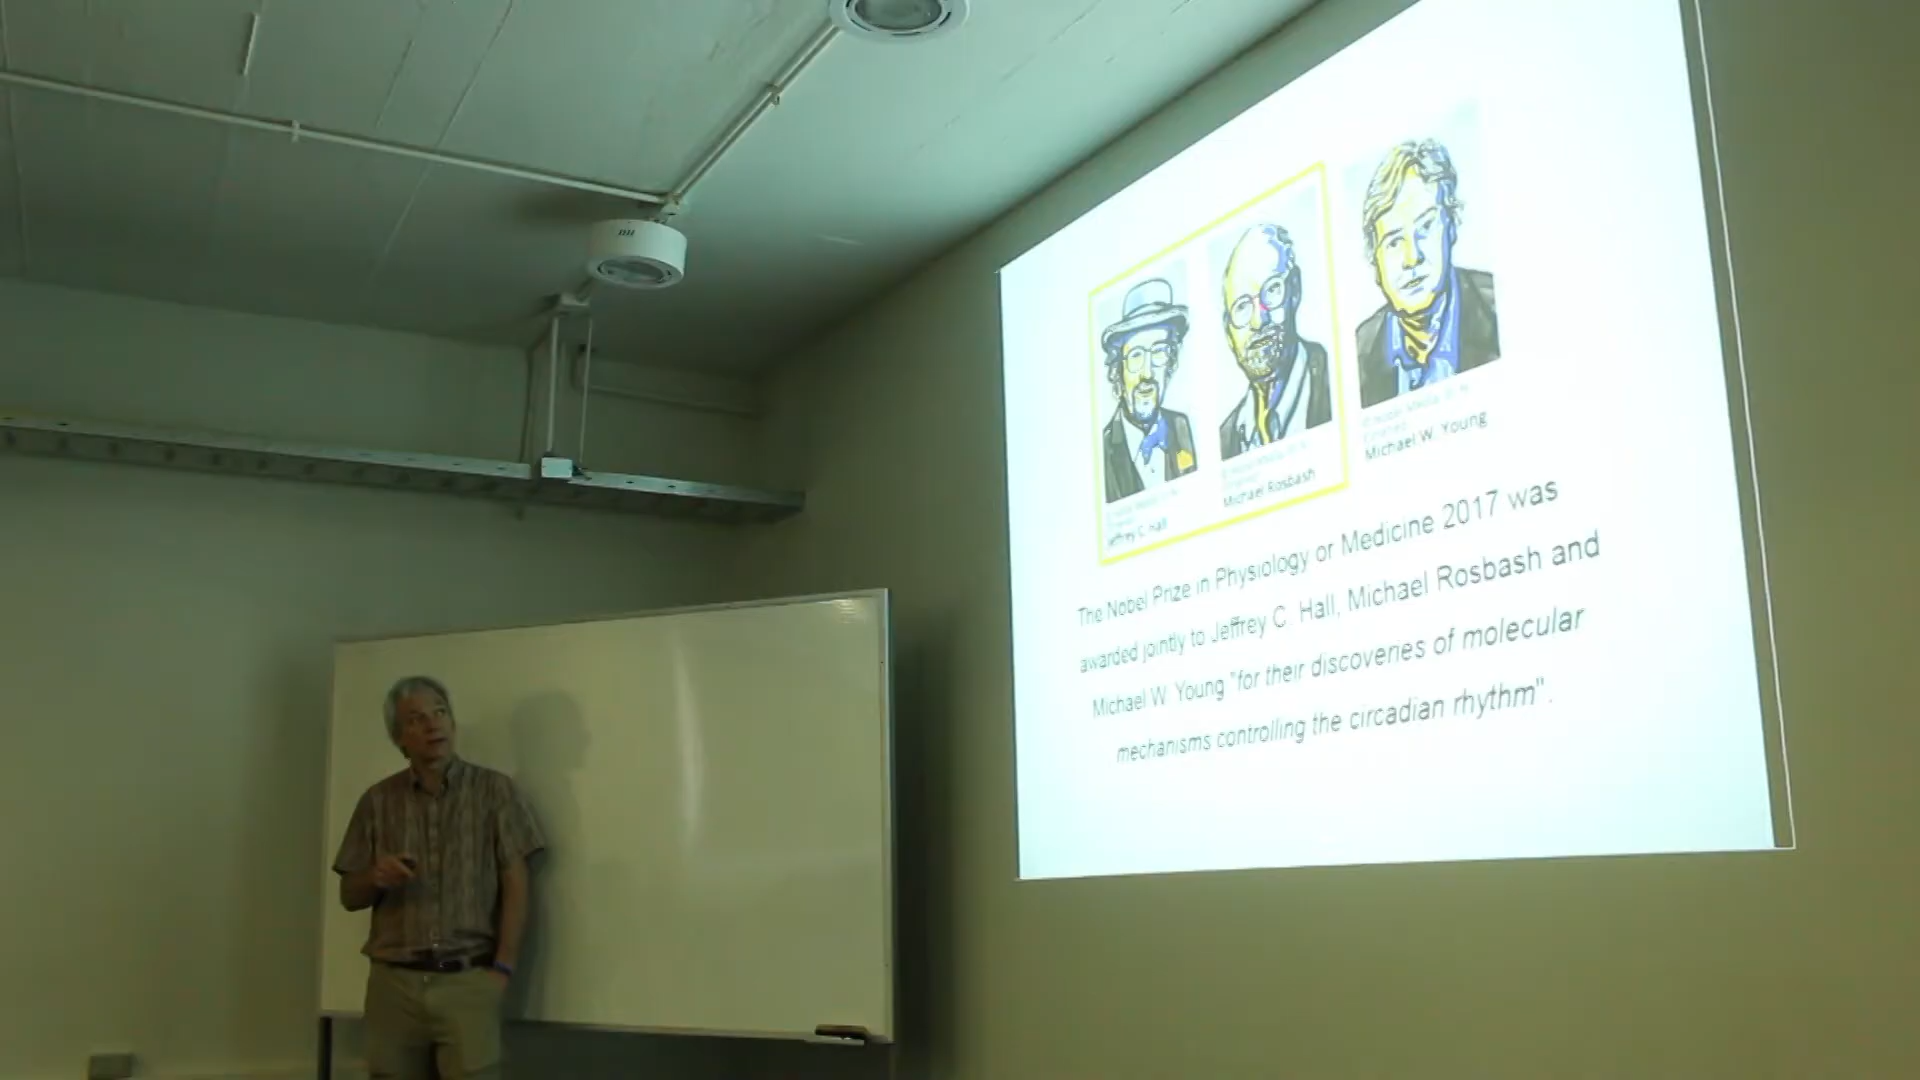 Jeffrey C. Hall
Michael Rosbash
Michael W. Young
The Nobel Prize in Physiology or Medicine 2017 was
awarded jointly to Jeffrey C. Hall, Michael Rosbash and
Michael W. Young "for their discoveries of molecular
mechanisms controlling the circadian rhythm".